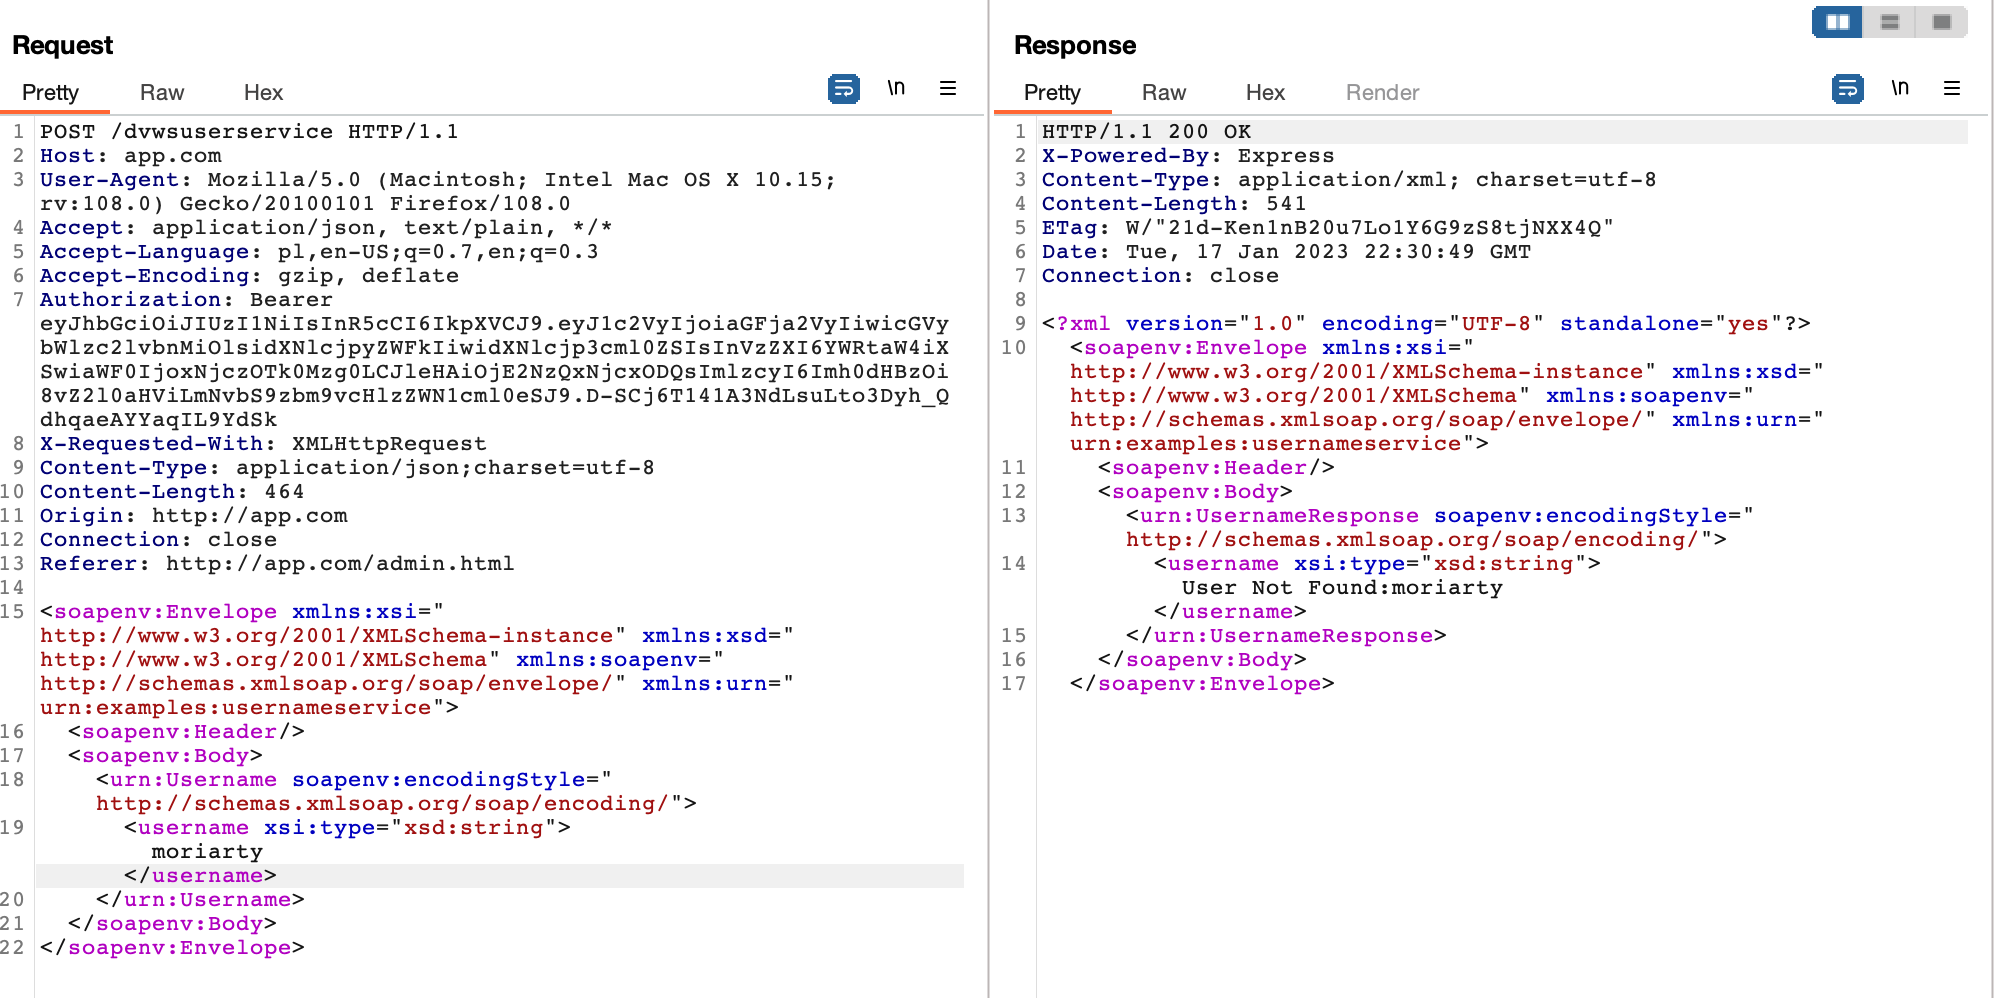 Request
Pretty Raw Hex \n
1 POST /dvwsuserservice HTTP/1.1
2 Host: app.com
3 User-Agent: Mozilla/5.0 (Macintosh; Intel Mac OS X 10.15;
rv:108.0) Gecko/20100101 Firefox/108.0
4 Accept: application/json, text/plain, */*
5 Accept-Language: pl,en-US;q=0.7,en;q=0.3
6 Accept-Encoding: gzip, deflate
7 Authorization: Bearer
eyJhbGciOiJIUzI1NiIsInR5cCI6IkpXVCJ9.eyJ1c2VyIjoiaGFja2VyIiwicGVy
bWlzc2lvbnMiOlsidXNlcjpyZWFkIiwidXNlcjp3cml0ZSIsInVzZXI6YWRtaW4iX
SwiaWF0IjoxNjczOTk0Mzg0LCJleHAiOjE2NzQxNjcxODQsImlzcyI6Imh0dHBzOi
8vZ2l0aHViLmNvbS9zbm9vcHlzZWN1cml0eSJ9.D-SCj6T141A3NdLsuLto3Dyh_Q
dhqaeAYYaqIL9YdSk
8 X-Requested-With: XMLHttpRequest
9 Content-Type: application/json;charset=utf-8
10 Content-Length: 464
11 Origin: http://app.com
12 Connection: close
13 Referer: http://app.com/admin.html
14
15 <soapenv:Envelope xmlns:xsi="
http://www.w3.org/2001/XMLSchema-instance" xmlns:xsd="
http://www.w3.org/2001/XMLSchema" xmlns:soapenv="
http://schemas.xmlsoap.org/soap/envelope/" xmlns:urn="
urn:examples:usernameservice">
16 <soapenv:Header/>
17 <soapenv:Body>
18 <urn:Username soapenv:encodingStyle="
http://schemas.xmlsoap.org/soap/encoding/">
19 <username xsi:type="xsd:string">
moriarty
</username>
20 </urn:Username>
21 </soapenv:Body>
22 </soapenv:Envelope>
Response
Pretty Raw Hex Render \n
1 HTTP/1.1 200 OK
2 X-Powered-By: Express
3 Content-Type: application/xml; charset=utf-8
4 Content-Length: 541
5 ETag: W/"21d-Ken1nB20u7Lo1Y6G9zS8tjNXX4Q"
6 Date: Tue, 17 Jan 2023 22:30:49 GMT
7 Connection: close
8
9 <?xml version="1.0" encoding="UTF-8" standalone="yes"?>
10 <soapenv:Envelope xmlns:xsi="
http://www.w3.org/2001/XMLSchema-instance" xmlns:xsd="
http://www.w3.org/2001/XMLSchema" xmlns:soapenv="
http://schemas.xmlsoap.org/soap/envelope/" xmlns:urn="
urn:examples:usernameservice">
11 <soapenv:Header/>
12 <soapenv:Body>
13 <urn:UsernameResponse soapenv:encodingStyle="
http://schemas.xmlsoap.org/soap/encoding/">
14 <username xsi:type="xsd:string">
User Not Found:moriarty
</username>
15 </urn:UsernameResponse>
16 </soapenv:Body>
17 </soapenv:Envelope>